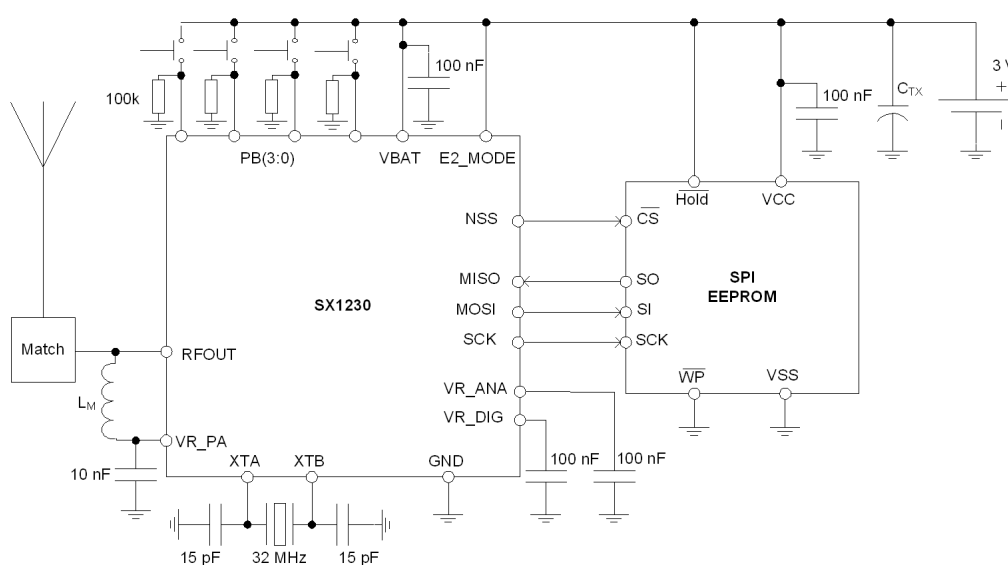 3 V
+
100 nF
100 nF
C_TX
100k
PB(3:0)
VBAT
E2_MODE
Hold
VCC
NSS
CS
MISO
SO
SPI
EEPROM
SX1230
MOSI
SI
SCK
SCK
Match
RFOUT
WP
VSS
VR_ANA
L_M
VR_DIG
VR_PA
XTA
XTB
GND
10 nF
100 nF
100 nF
15 pF
32 MHz
15 pF